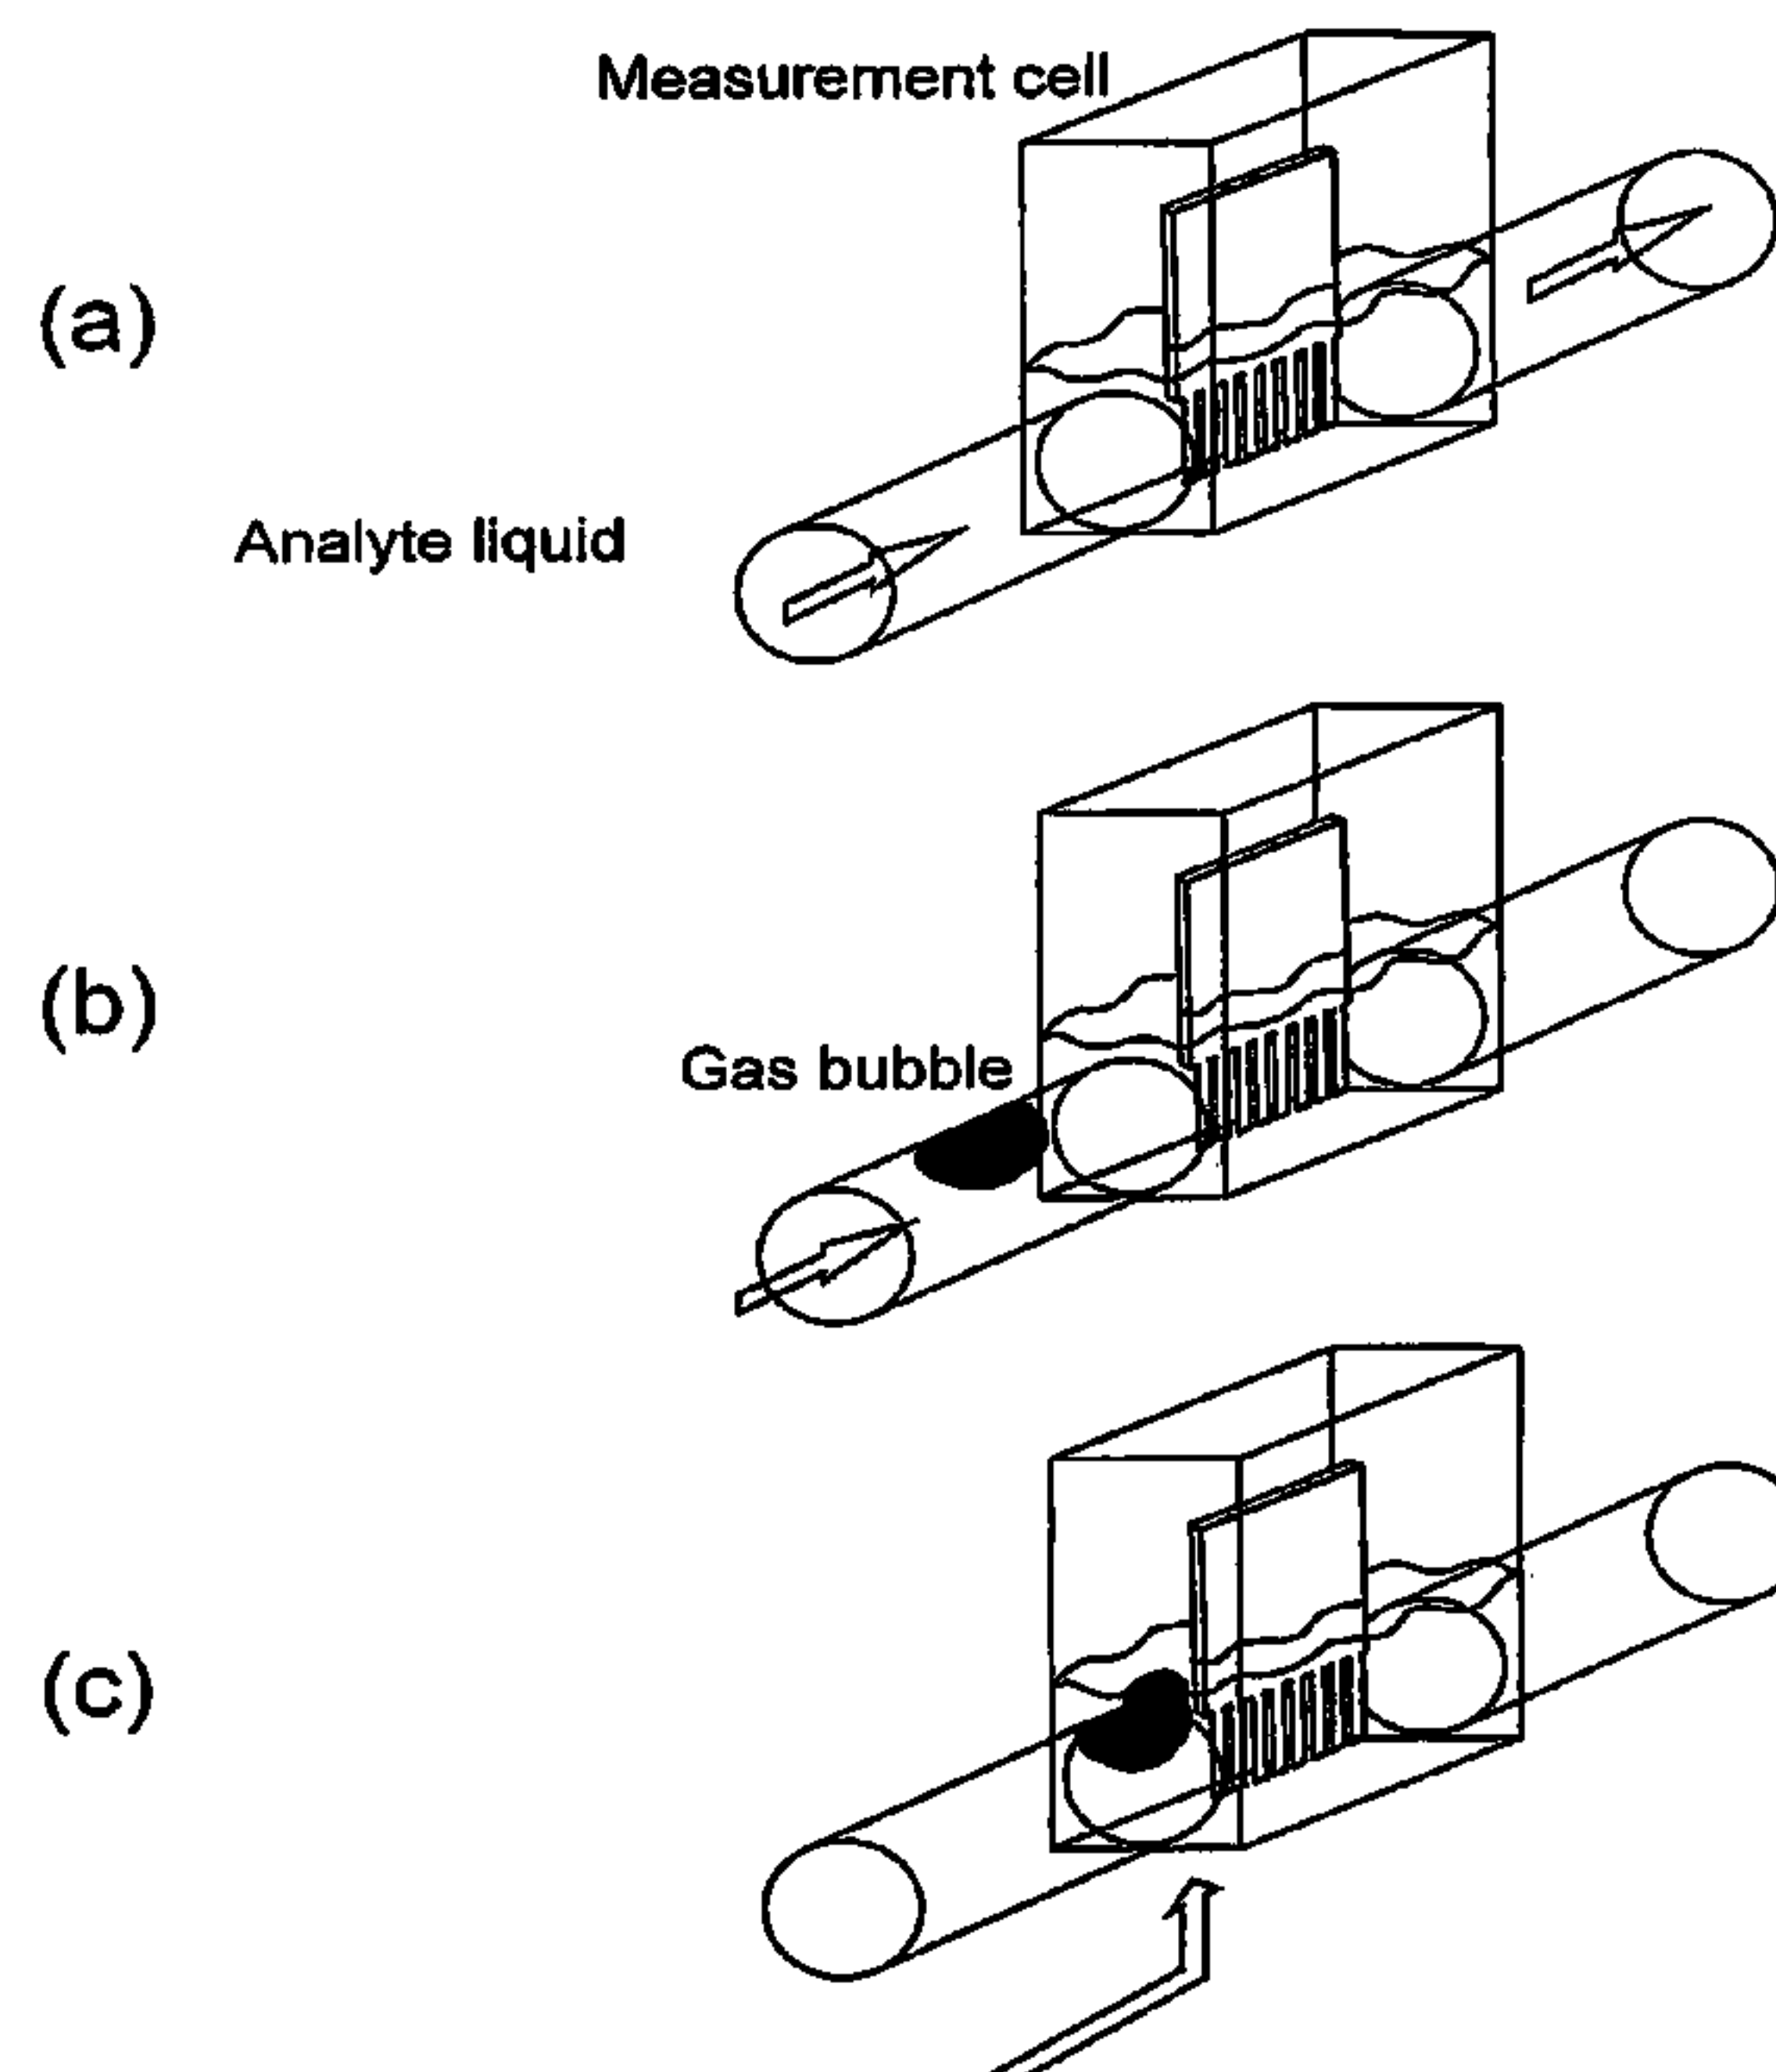 Measurement cell
(a)
Analyte liquid
(b)
Gas bubble
(c)